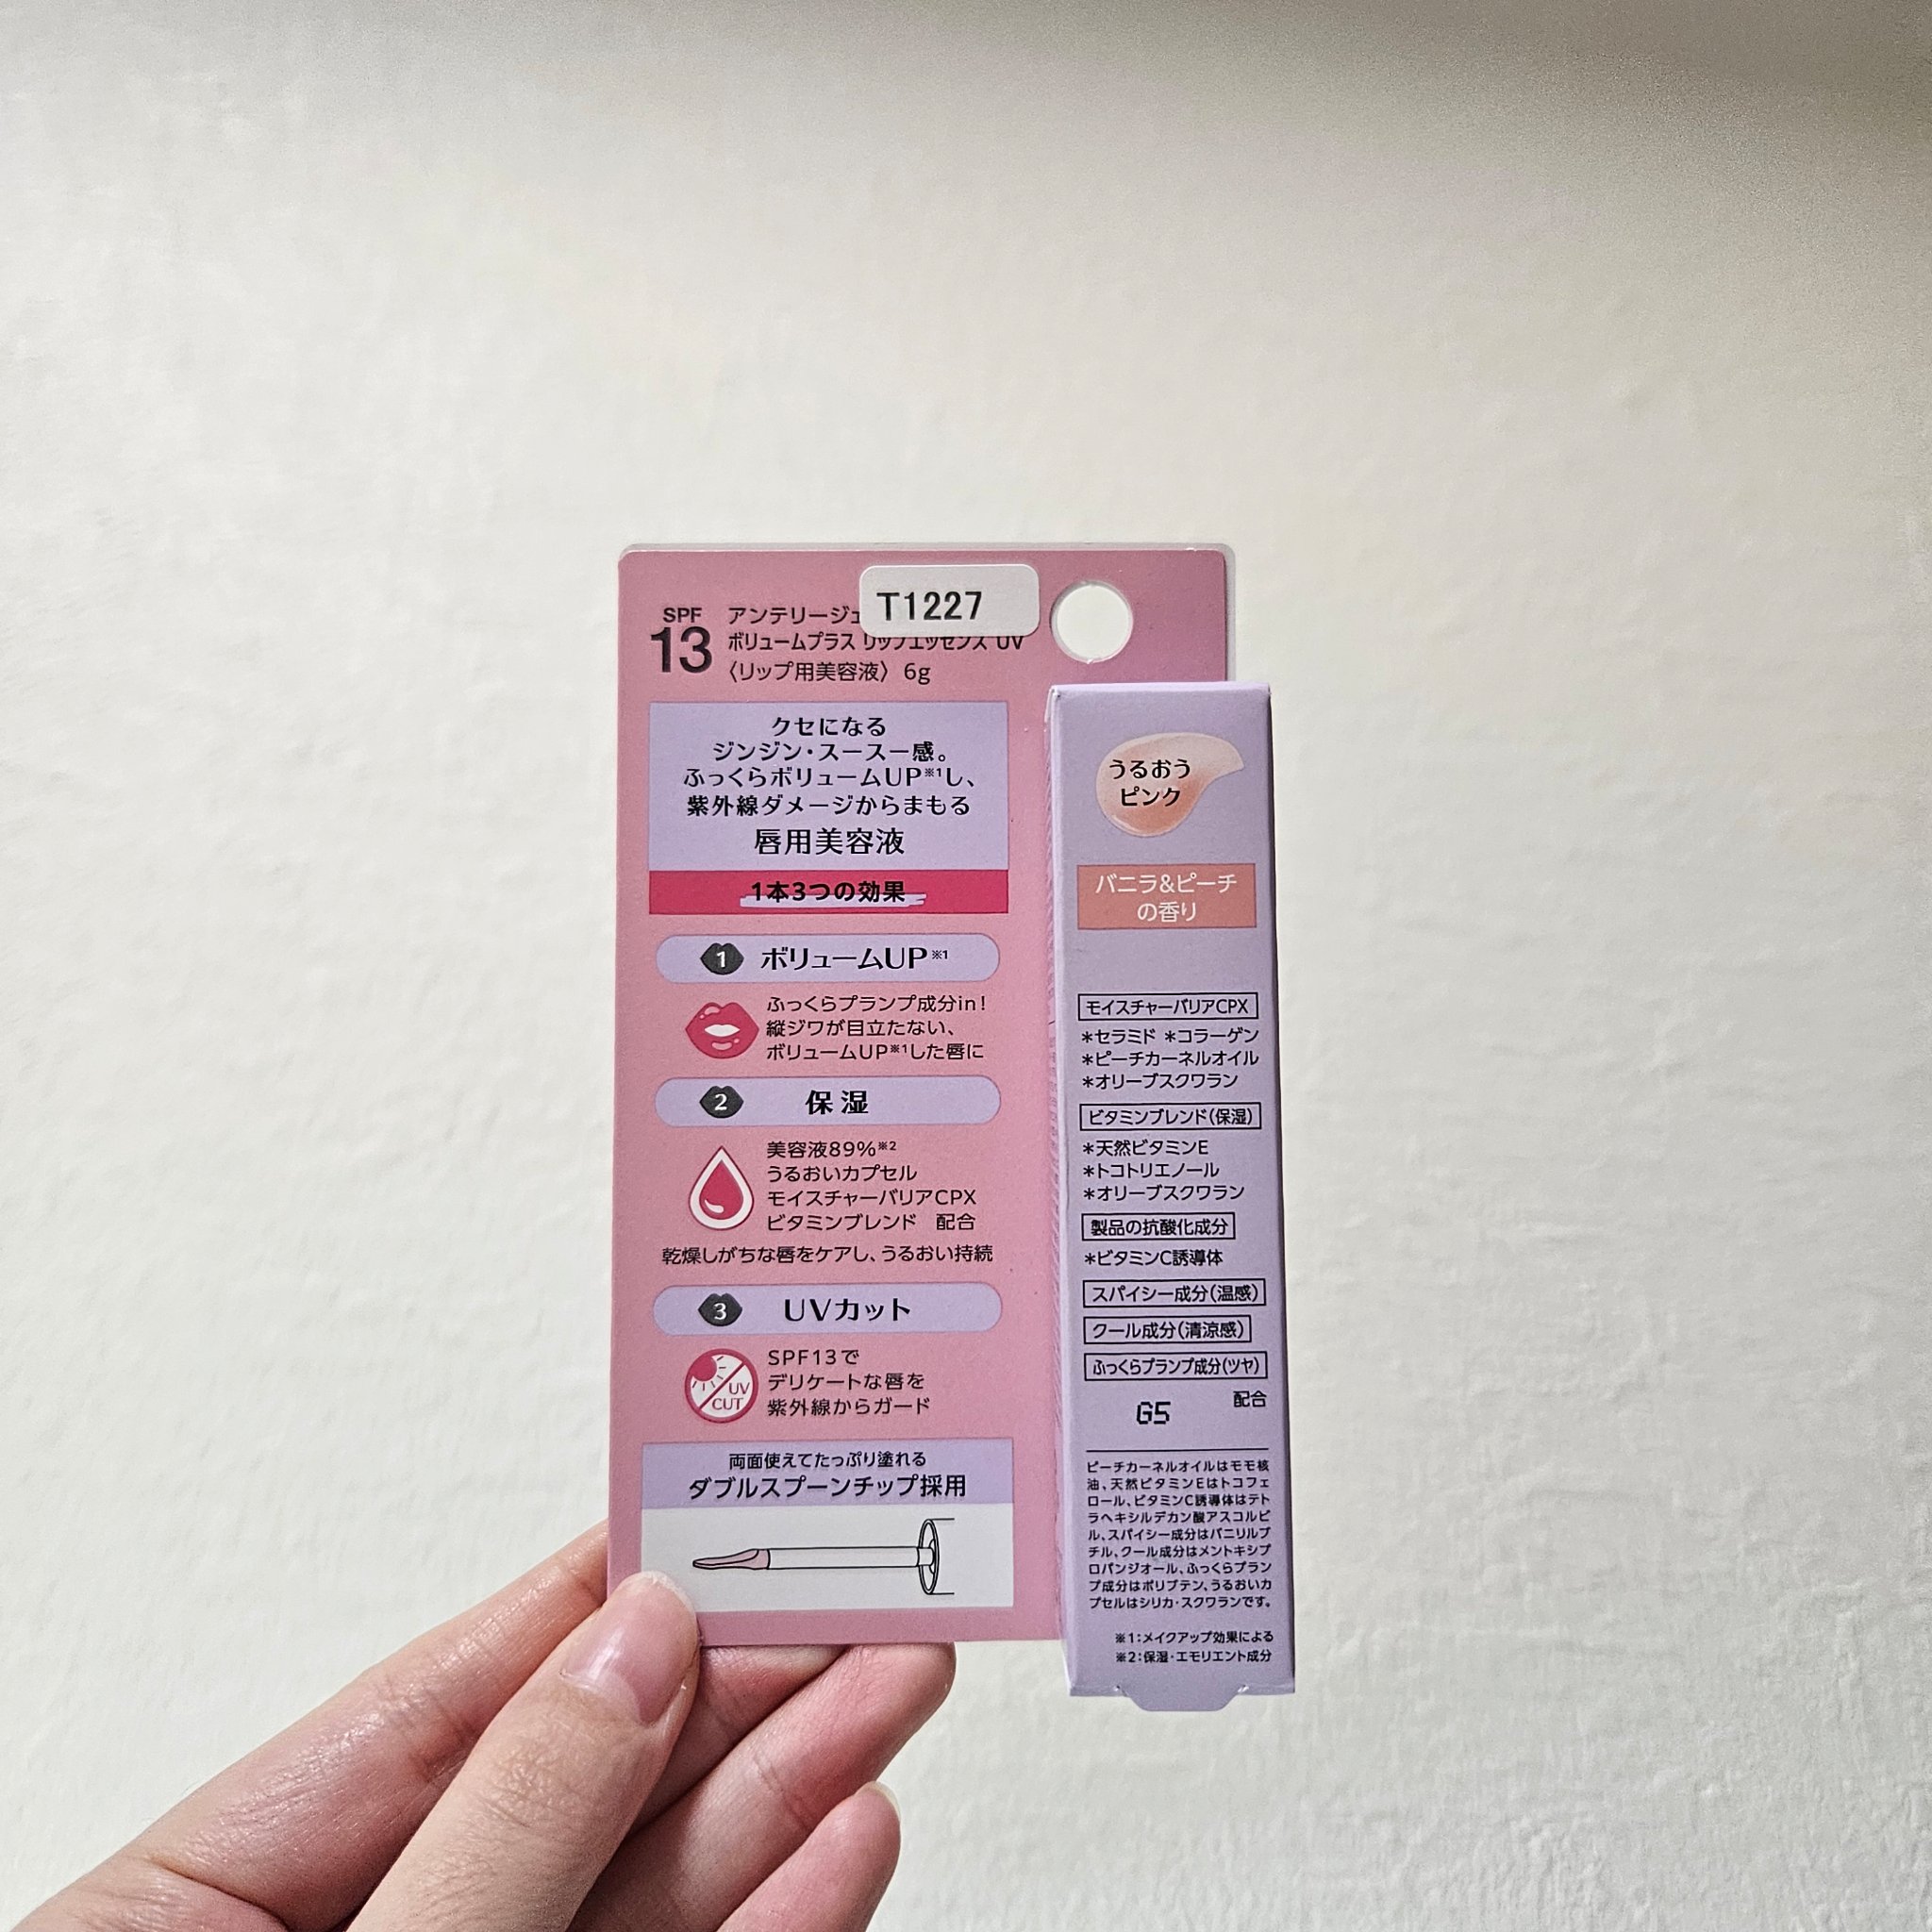 T1227
SPF
13
アンテリージュ
ボリュームプラス リップエッセンス UV
〈リップ用美容液〉 6g
クセになる
ジンジン・スースー感。
ふっくらボリュームUP※1し、
紫外線ダメージからまもる
唇用美容液
1本3つの効果
1 ボリュームUP※1
ふっくらプランプ成分in!
縦ジワが目立たない、
ボリュームUP※1した唇に
2 保湿
美容液89%※2
うるおいカプセル
モイスチャーバリアCPX
ビタミンブレンド 配合
乾燥しがちな唇をケアし、うるおい持続
3 UVカット
UV
CUT
SPF13で
デリケートな唇を
紫外線からガード
両面使えてたっぷり塗れる
ダブルスプーンチップ採用
うるおう
ピンク
バニラ&ピーチ
の香り
モイスチャーバリアCPX
*セラミド *コラーゲン
*ピーチカーネルオイル
*オリーブスクワラン
ビタミンブレンド(保湿)
*天然ビタミンE
*トコトリエノール
*オリーブスクワラン
製品の抗酸化成分
*ビタミンC誘導体
スパイシー成分(温感)
クール成分(清涼感)
ふっくらプランプ成分(ツヤ)
配合
G5
ピーチカーネルオイルはモモ核
油、天然ビタミンEはトコフェ
ロール、ビタミンC誘導体はテト
ラヘキシルデカン酸アスコルビ
ル、スパイシー成分はバニリルブ
チル、クール成分はメントキシプ
ロパンジオール、ふっくらプラン
プ成分はポリブテン、うるおいカ
プセルはシリカ・スクワランです。
※1:メイクアップ効果による
※2:保湿・エモリエント成分